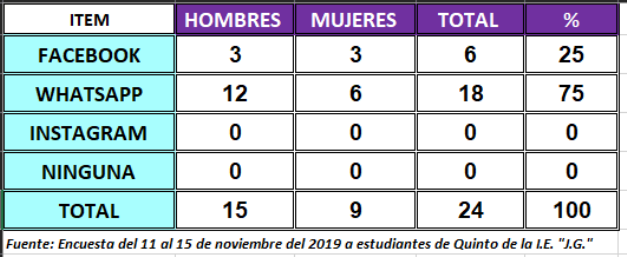 ITEM HOMBRES MUJERES TOTAL %
FACEBOOK 3 3 6 25
WHATSAPP 12 6 18 75
INSTAGRAM 0 0 0 0
NINGUNA 0 0 0 0
TOTAL 15 9 24 100
Fuente: Encuesta del 11 al 15 de noviembre del 2019 a estudiantes de Quinto de la I.E. "J.G."